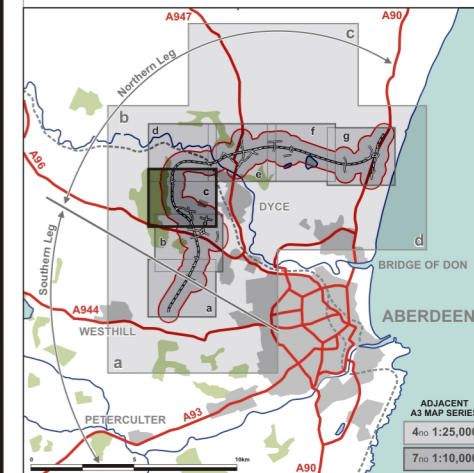 A947
A90
c
Northern Leg
b
d
f
g
A96
e
c
DYCE
b
d
Southern Leg
BRIDGE OF DON
a
A944
ABERDEEN
WESTHILL
a
ADJACENT
A3 MAP SERIES
PETERCULTER
A93
4no 1:25,000
7no 1:10,00
0
5
10km
A90